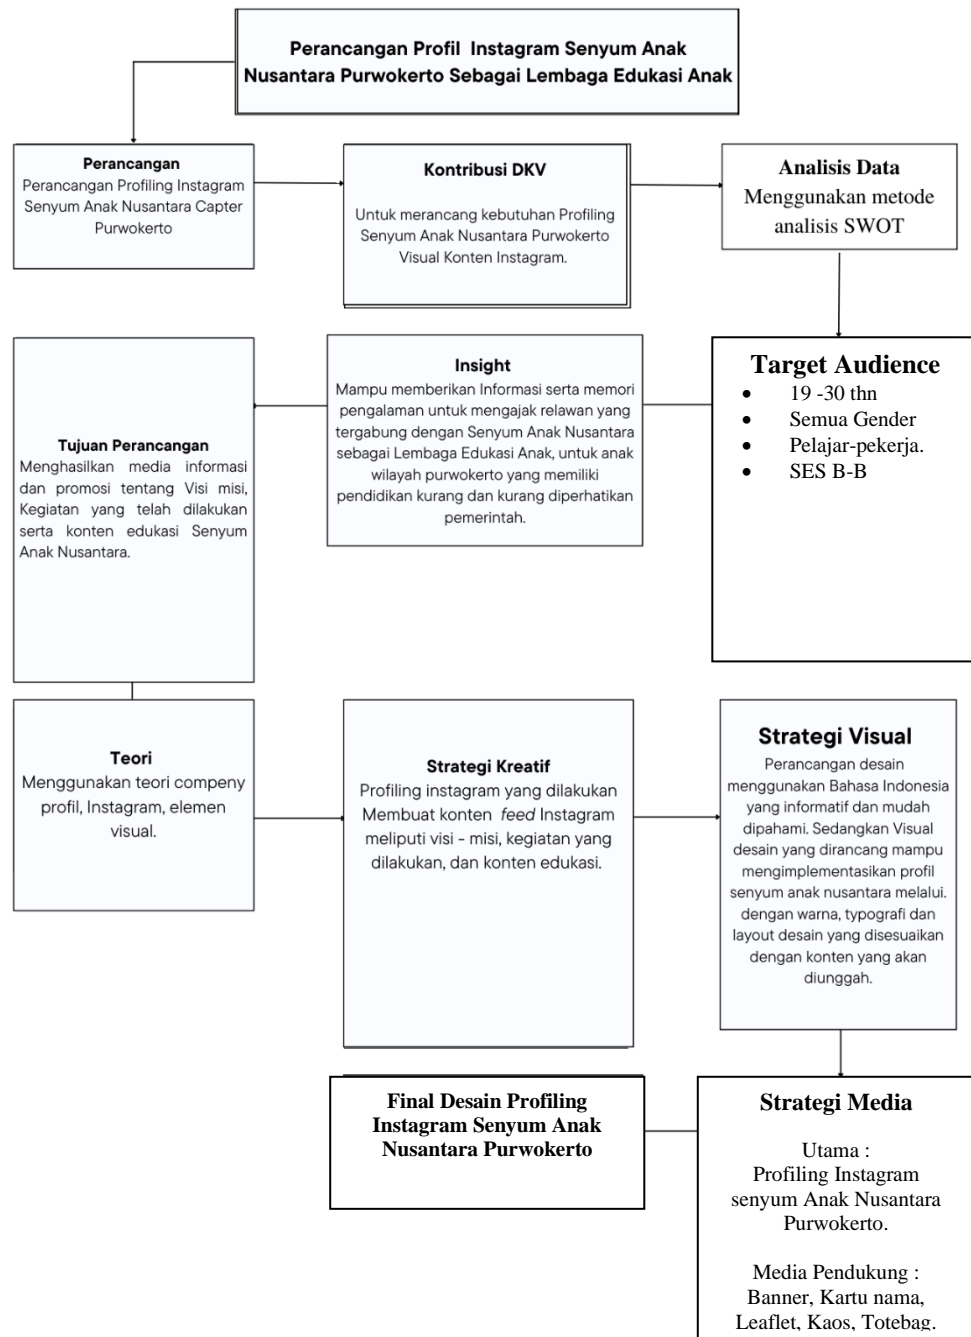 Perancangan Profil Instagram Senyum Anak
Nusantara Purwokerto Sebagai Lembaga Edukasi Anak
Perancangan
Perancangan Profiling Instagram
Senyum Anak Nusantara Capter
Purwokerto
Kontribusi DKV
Untuk merancang kebutuhan Profiling
Senyum Anak Nusantara Purwokerto
Visual Konten Instagram.
Analisis Data
Menggunakan metode
analisis SWOT
Target Audience
• 19 -30 thn
• Semua Gender
• Pelajar-pekerja.
• SES B-B
Insight
Mampu memberikan Informasi serta memori
pengalaman untuk mengajak relawan yang
tergabung dengan Senyum Anak Nusantara
sebagai Lembaga Edukasi Anak, untuk anak
wilayah purwokerto yang memiliki
pendidikan kurang dan kurang diperhatikan
pemerintah.
Tujuan Perancangan
Menghasilkan media informasi
dan promosi tentang Visi misi,
Kegiatan yang telah dilakukan
serta konten edukasi Senyum
Anak Nusantara.
Teori
Menggunakan teori compeny
profil, Instagram, elemen
visual.
Strategi Kreatif
Profiling instagram yang dilakukan
Membuat konten feed Instagram
meliputi visi - misi, kegiatan yang
dilakukan, dan konten edukasi.
Strategi Visual
Perancangan desain
menggunakan Bahasa Indonesia
yang informatif dan mudah
dipahami. Sedangkan Visual
desain yang dirancang mampu
mengimplementasikan profil
senyum anak nusantara melalui.
dengan warna, typografi dan
layout desain yang disesuaikan
dengan konten yang akan
diunggah.
Strategi Media
Utama :
Profiling Instagram
senyum Anak Nusantara
Purwokerto.
Media Pendukung :
Banner, Kartu nama,
Leaflet, Kaos, Totebag.
Final Desain Profiling
Instagram Senyum Anak
Nusantara Purwokerto